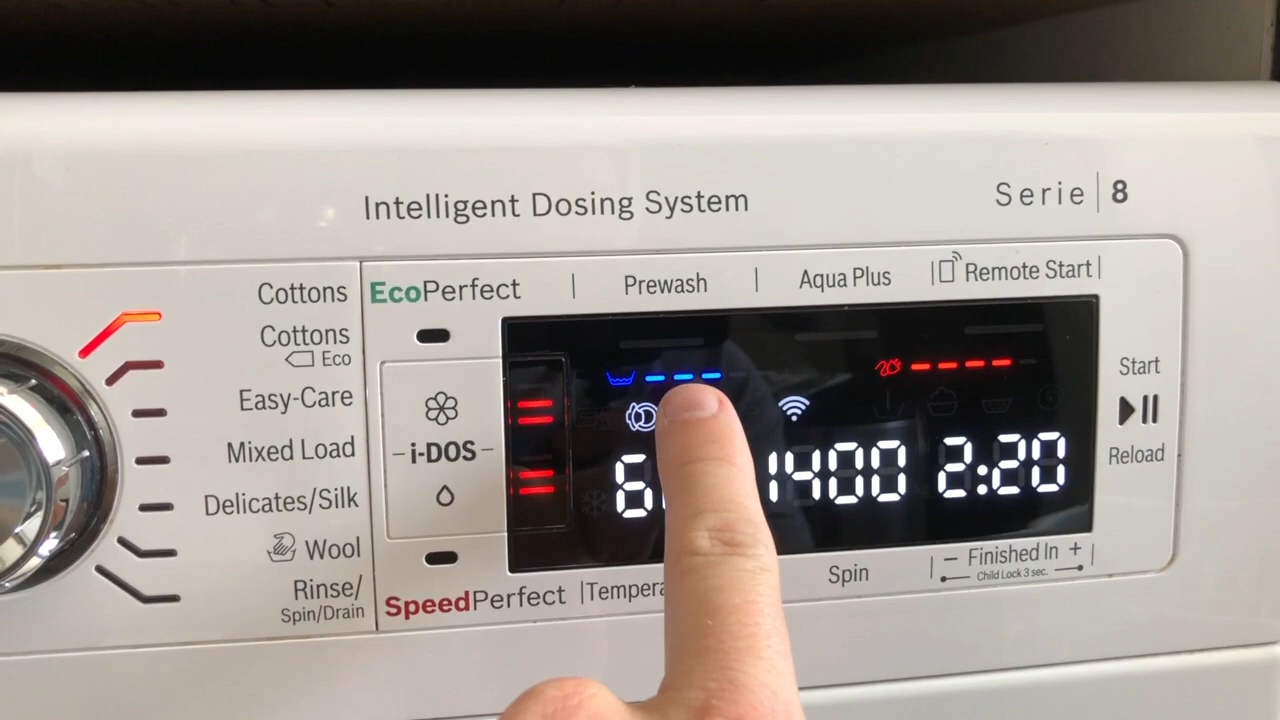 Intelligent Dosing System
Serie | 8
EcoPerfect | Prewash | Aqua Plus | Remote Start |
Cottons
Cottons
Eco
Easy-Care
Mixed Load
Delicates/Silk
Wool
Rinse/
Spin/Drain
i-DOS
6
1400
2:20
Start
Reload
SpeedPerfect
Spin
− Finished In +
Child Lock 3 sec.